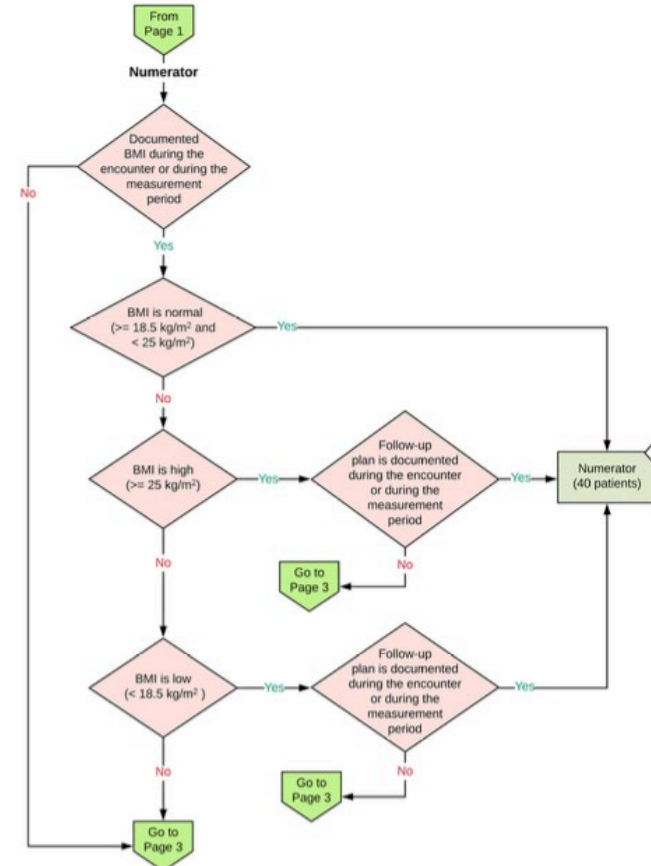 From
Page 1
Numerator
Documented
BMI during the
encounter or during the
measurement
period
No
Yes
BMI is normal
(>= 18.5 kg/m² and
< 25 kg/m²)
Yes
No
BMI is high
(>= 25 kg/m²)
Yes
Follow-up
plan is documented
during the encounter
or during the
measurement
period
Yes
Numerator
(40 patients)
No
Go to
Page 3
No
BMI is low
(< 18.5 kg/m² )
Yes
Follow-up
plan is documented
during the encounter
or during the
measurement
period
Yes
No
Go to
Page 3
No
Go to
Page 3